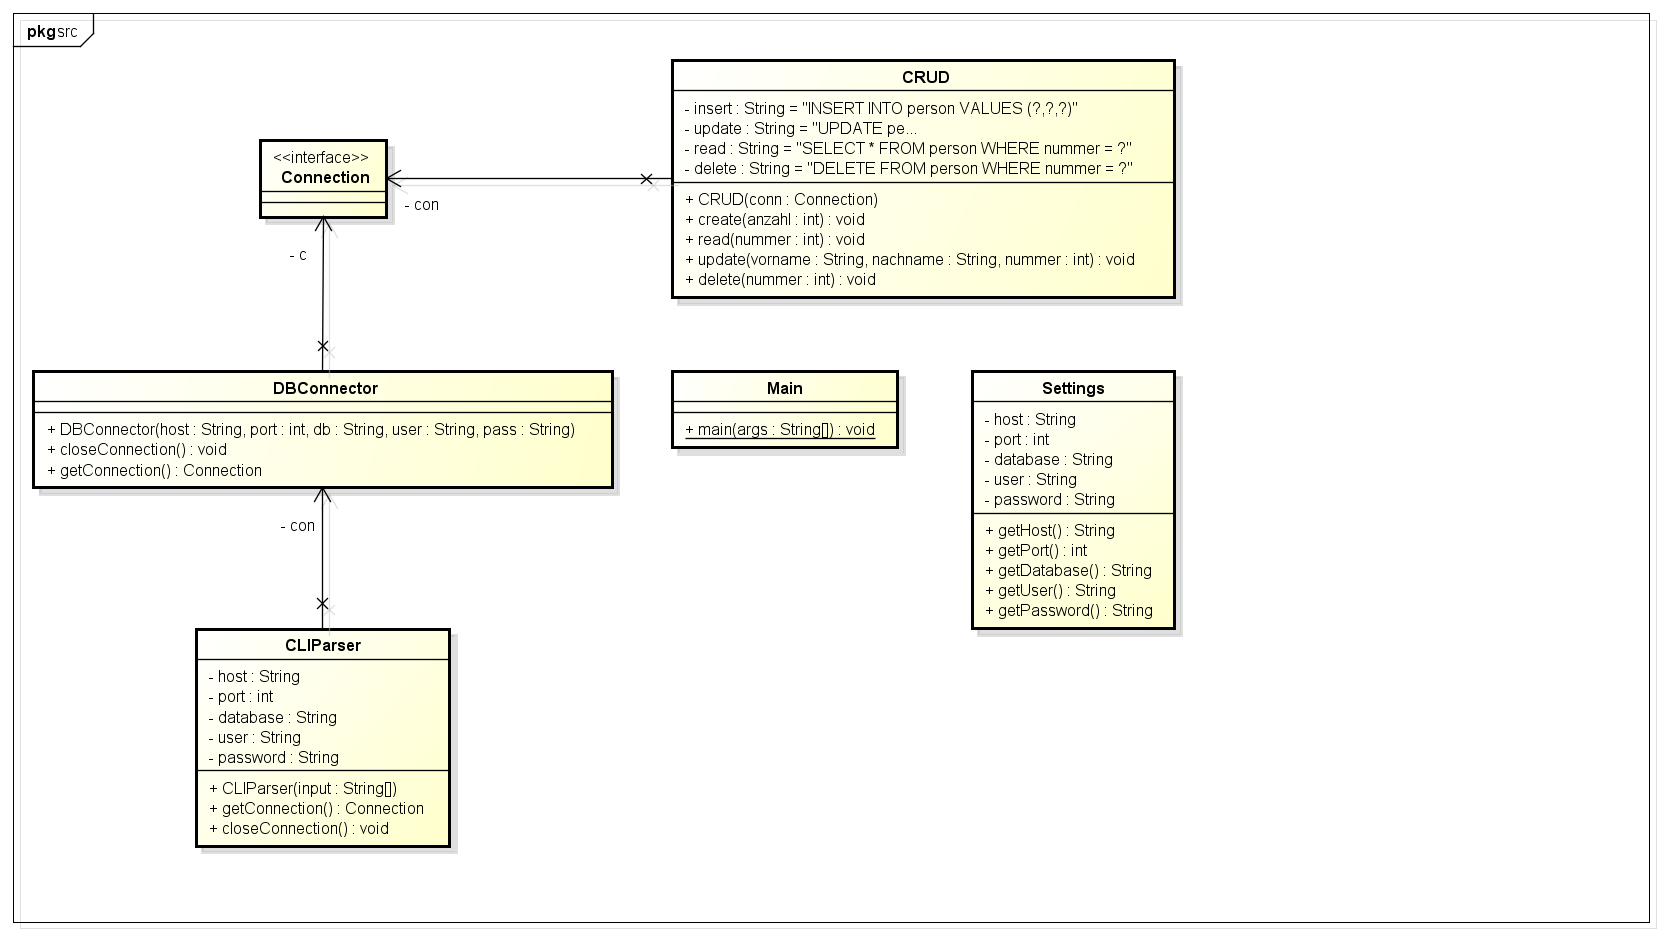 pkg src
CRUD
- insert : String = "INSERT INTO person VALUES (?,?,?)"
- update : String = "UPDATE pe...
- read : String = "SELECT * FROM person WHERE nummer = ?"
- delete : String = "DELETE FROM person WHERE nummer = ?"
+ CRUD(conn : Connection)
+ create(anzahl : int) : void
+ read(nummer : int) : void
+ update(vorname : String, nachname : String, nummer : int) : void
+ delete(nummer : int) : void
<<interface>>
Connection
- con
- c
DBConnector
+ DBConnector(host : String, port : int, db : String, user : String, pass : String)
+ closeConnection() : void
+ getConnection() : Connection
Main
+ main(args : String[]) : void
Settings
- host : String
- port : int
- database : String
- user : String
- password : String
+ getHost() : String
+ getPort() : int
+ getDatabase() : String
+ getUser() : String
+ getPassword() : String
- con
CLIParser
- host : String
- port : int
- database : String
- user : String
- password : String
+ CLIParser(input : String[])
+ getConnection() : Connection
+ closeConnection() : void